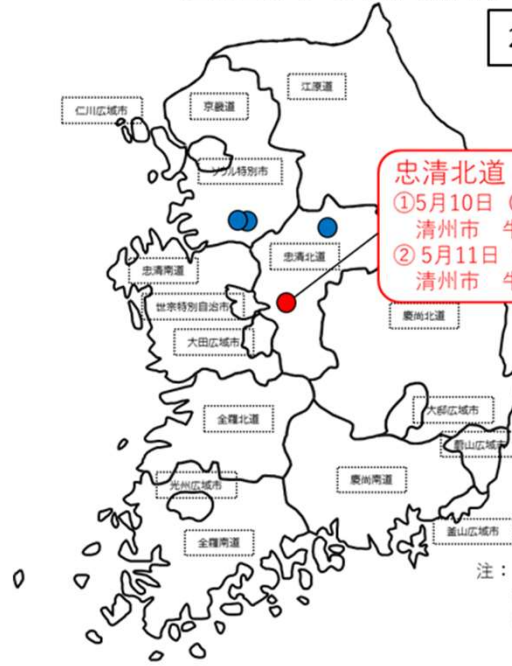 2
江原道
仁川広域市
京畿道
ソウル特別市
忠清北道
①5月10日（
清州市 牛
② 5月11日
清州市 牛
忠清北道
忠清南道
世宗特別自治市
慶尚北道
大田広域市
大邸広域市
全羅北道
蔚山広域市
慶尚南道
光州広域市
釜山広域市
全羅南道
注：